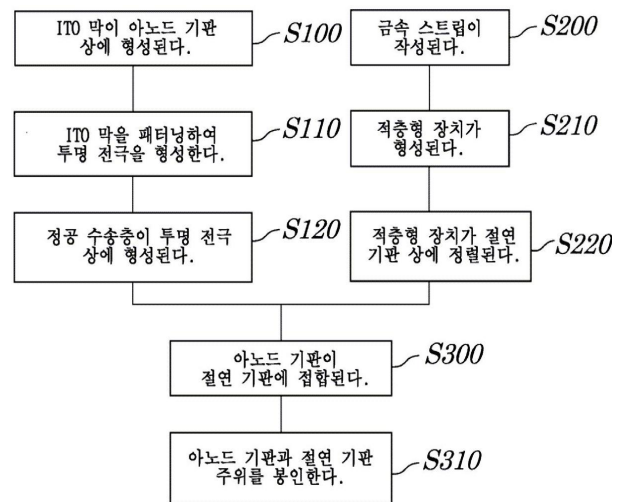 ITO 막이 아노드 기판
상에 형성된다.
S100
ITO 막을 패터닝하여
투명 전극을 형성한다.
S110
정공 수송층이 투명 전극
상에 형성된다.
S120
금속 스트립이
작성된다.
S200
적층형 장치가
형성된다.
S210
적층형 장치가 절연
기판 상에 정렬된다.
S220
아노드 기판이
절연 기판에 접합된다.
S300
아노드 기판과 절연 기판
주위를 봉인한다.
S310